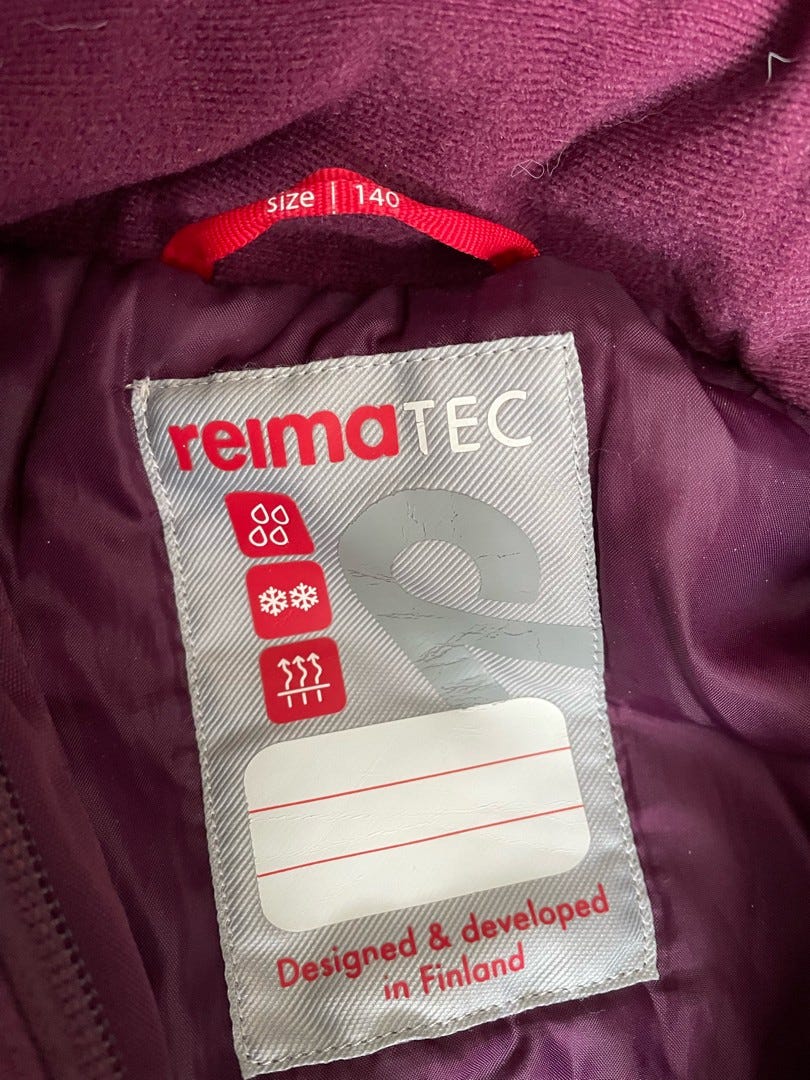 size | 140
reimaTEC
Designed & developed
in Finland